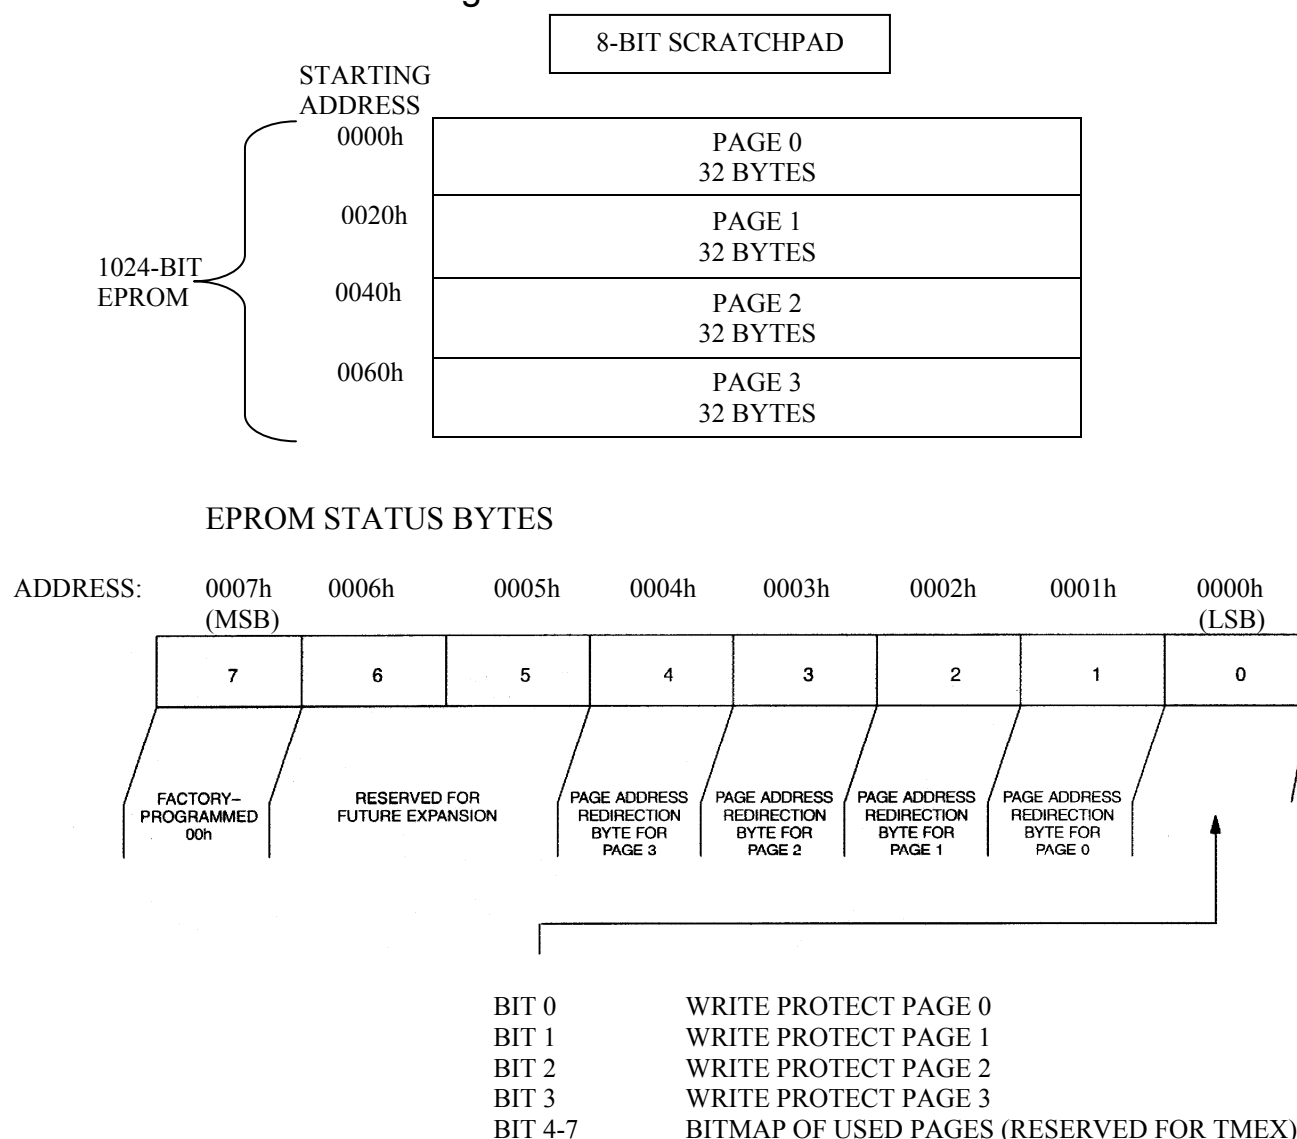 8-BIT SCRATCHPAD
STARTING
ADDRESS
0000h
PAGE 0
32 BYTES
0020h
PAGE 1
32 BYTES
1024-BIT
EPROM
0040h
PAGE 2
32 BYTES
0060h
PAGE 3
32 BYTES
EPROM STATUS BYTES
ADDRESS: 0007h 0006h 0005h 0004h 0003h 0002h 0001h 0000h
(MSB) (LSB)
7 6 5 4 3 2 1 0
FACTORY–
PROGRAMMED
00h
RESERVED FOR
FUTURE EXPANSION
PAGE ADDRESS
REDIRECTION
BYTE FOR
PAGE 3
PAGE ADDRESS
REDIRECTION
BYTE FOR
PAGE 2
PAGE ADDRESS
REDIRECTION
BYTE FOR
PAGE 1
PAGE ADDRESS
REDIRECTION
BYTE FOR
PAGE 0
BIT 0 WRITE PROTECT PAGE 0
BIT 1 WRITE PROTECT PAGE 1
BIT 2 WRITE PROTECT PAGE 2
BIT 3 WRITE PROTECT PAGE 3
BIT 4-7 BITMAP OF USED PAGES (RESERVED FOR TMEX)